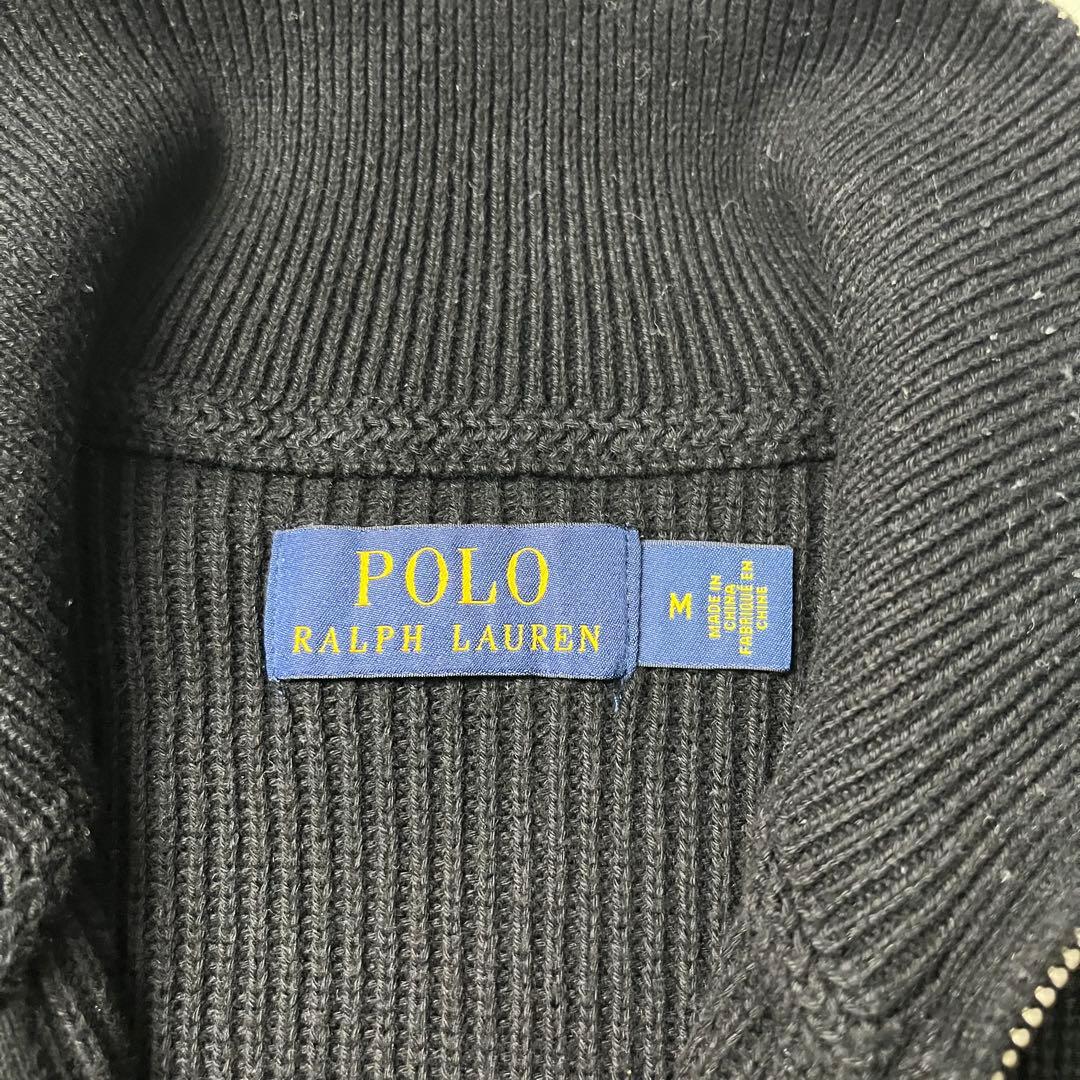 POLO
RALPH LAUREN
M
MADE IN
CHINA
FABRIQUÉ EN
CHINE